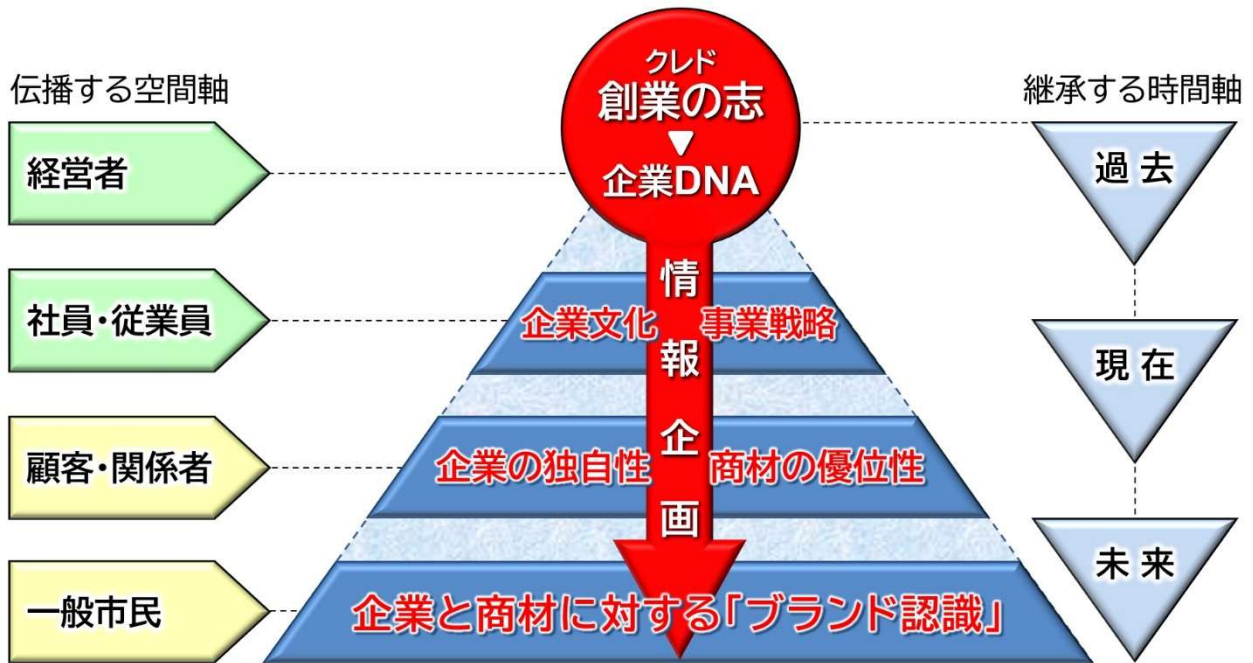 クレド
創業の志
▼
企業DNA
伝播する空間軸
継承する時間軸
経営者
社員・従業員
顧客・関係者
一般市民
情報企画
企業文化
事業戦略
企業の独自性
商材の優位性
企業と商材に対する「ブランド認識」
過去
現在
未来